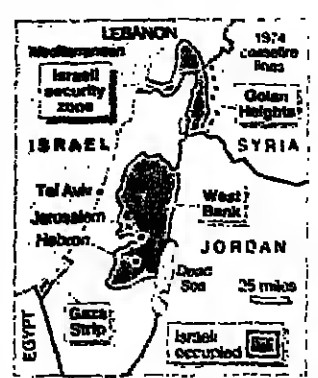 LEBANON
Mediterranean
1974
ceasefire
lines
Israeli
security
zone
Golan
Heights
ISRAEL
SYRIA
Tel Aviv
Jerusalem
Hebron
West
Bank
JORDAN
Dead
Sea
25 miles
Gaza
Strip
EGYPT
Israeli
occupied